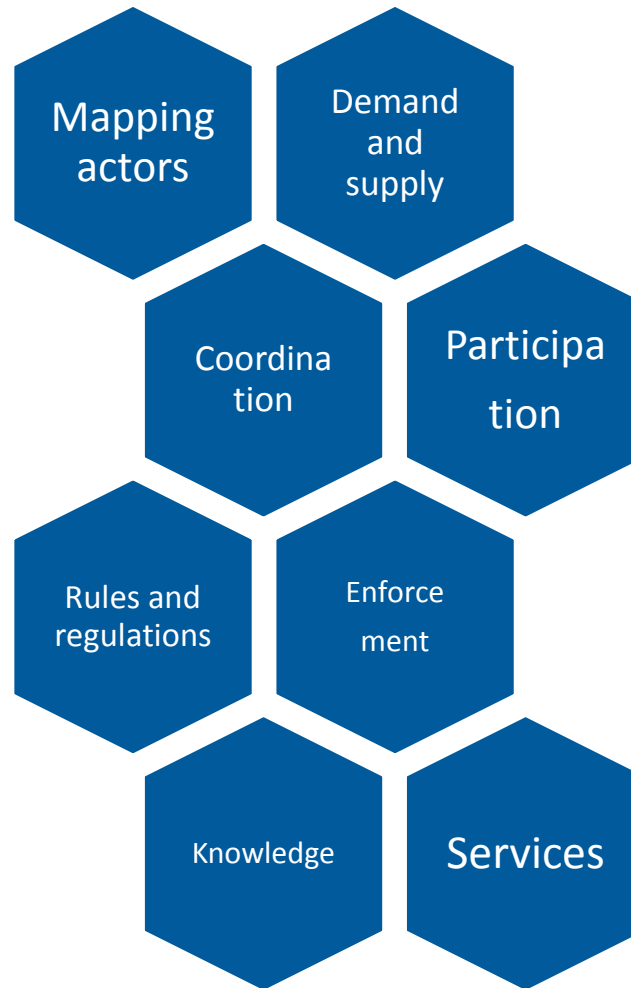 Mapping
actors
Demand
and
supply
Coordina
tion
Participa
tion
Rules and
regulations
Enforce
ment
Knowledge
Services